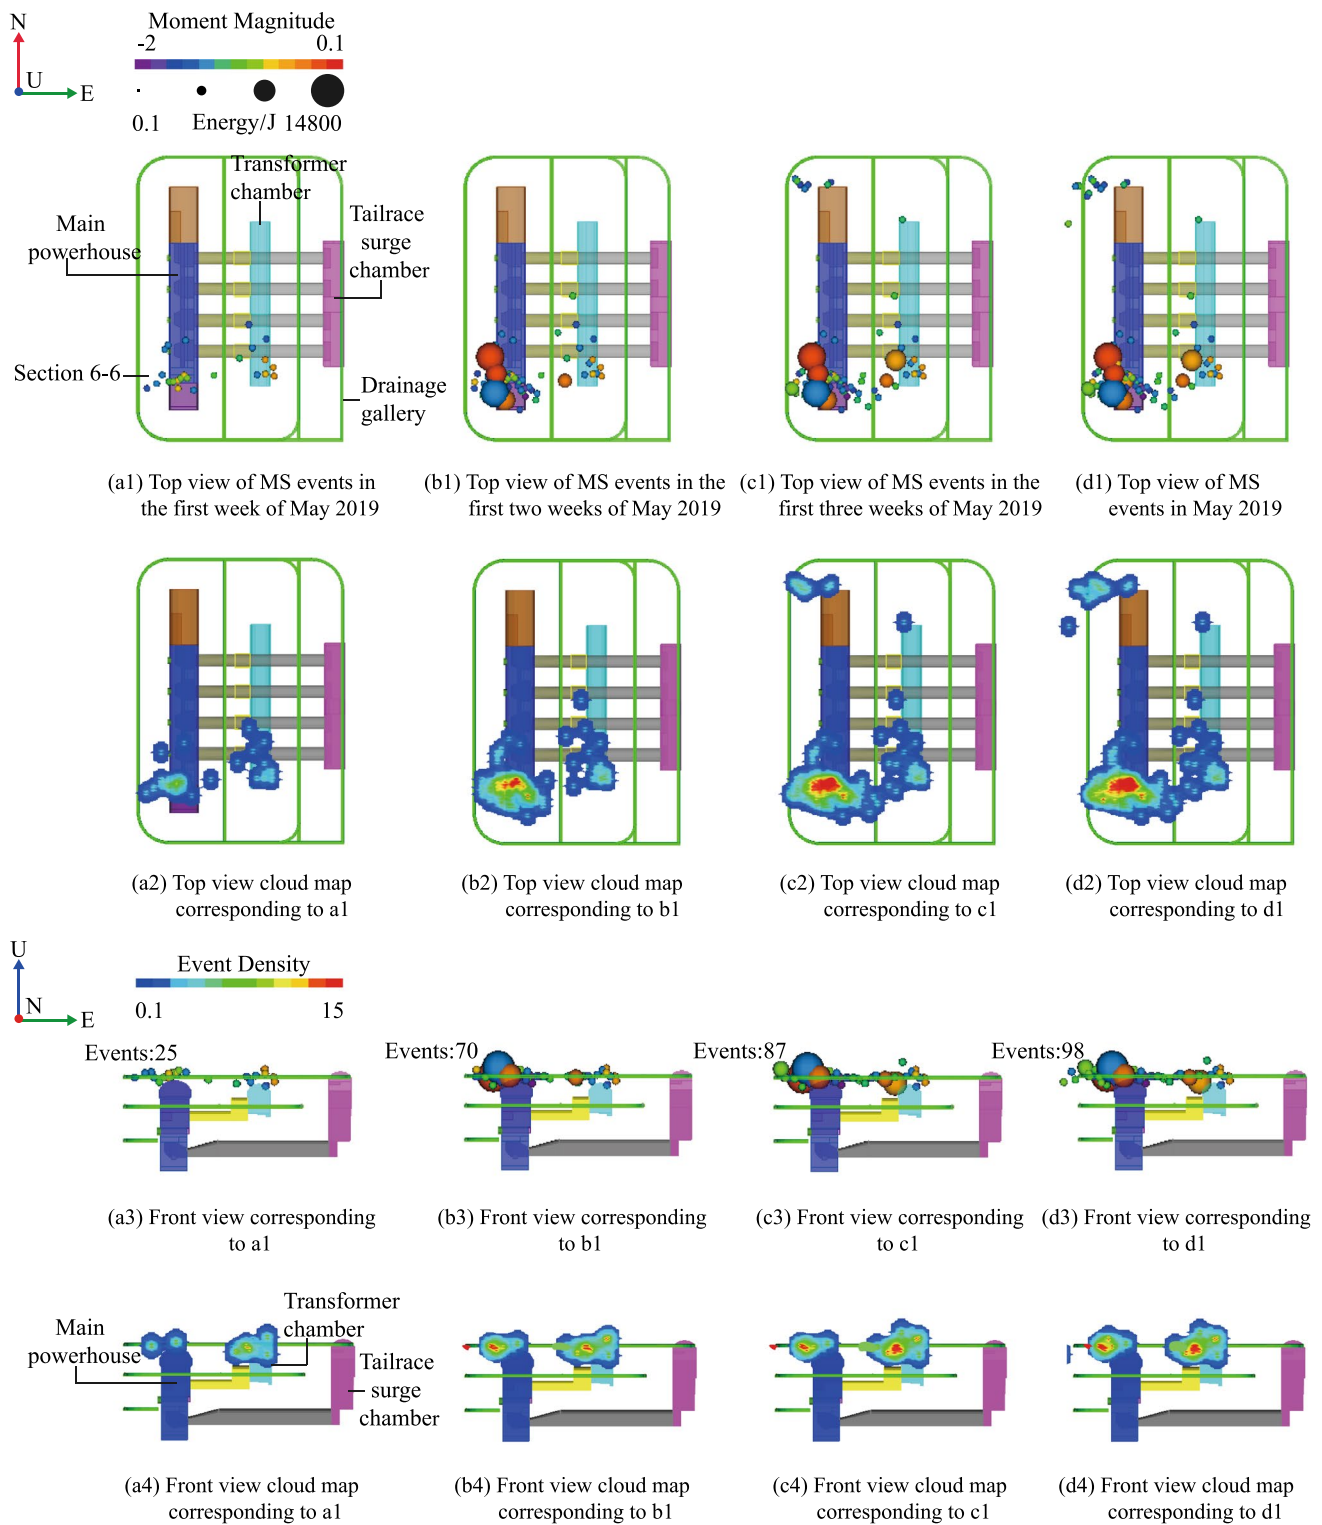 N
U
E
Moment Magnitude
-2 0.1
0.1 Energy/J 14800
Transformer
chamber
Main
powerhouse
Tailrace
surge
chamber
Section 6-6
Drainage
gallery
(a1) Top view of MS events in
the first week of May 2019
(b1) Top view of MS events in the
first two weeks of May 2019
(c1) Top view of MS events in the
first three weeks of May 2019
(d1) Top view of MS
events in May 2019
(a2) Top view cloud map
corresponding to a1
(b2) Top view cloud map
corresponding to b1
(c2) Top view cloud map
corresponding to c1
(d2) Top view cloud map
corresponding to d1
U
N
E
Event Density
0.1 15
Events:25
Events:70
Events:87
Events:98
(a3) Front view corresponding
to a1
(b3) Front view corresponding
to b1
(c3) Front view corresponding
to c1
(d3) Front view corresponding
to d1
Main
powerhouse
Transformer
chamber
Tailrace
surge
chamber
(a4) Front view cloud map
corresponding to a1
(b4) Front view cloud map
corresponding to b1
(c4) Front view cloud map
corresponding to c1
(d4) Front view cloud map
corresponding to d1